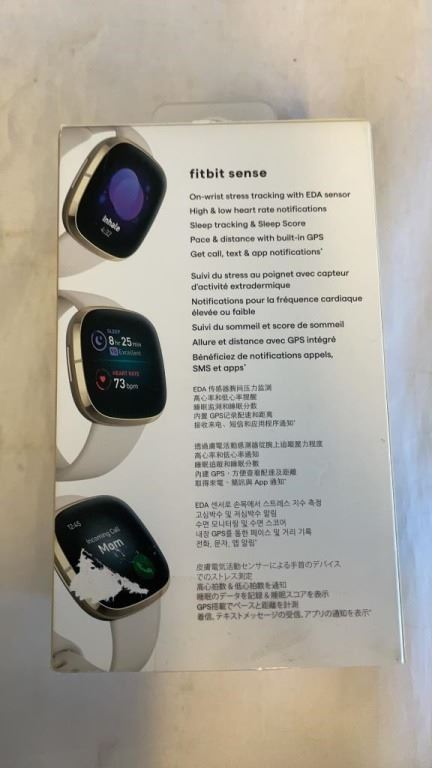 fitbit sense
On-wrist stress tracking with EDA sensor
High & low heart rate notifications
Sleep tracking & Sleep Score
Pace & distance with built-in GPS
Get call, text & app notifications*
Suivi du stress au poignet avec capteur
d'activité extradermique
Notifications pour la fréquence cardiaque
élevée ou faible
Suivi du sommeil et score de sommeil
Allure et distance avec GPS intégré
Bénéficiez de notifications appels,
SMS et apps*
EDA 传感器腕间压力监测
高心率和低心率提醒
睡眠监测和睡眠分数
内置 GPS记录配速和距离
接收来电、短信和应用程序通知*
透過膚電活動感測器從腕上追蹤壓力程度
高心率和低心率通知
睡眠追蹤和睡眠分數
內建 GPS，方便查看配速及距離
取得來電、簡訊與 App 通知*
EDA 센서로 손목에서 스트레스 지수 측정
고심박수 및 저심박수 알림
수면 모니터링 및 수면 스코어
내장 GPS를 통한 페이스 및 거리 기록
전화, 문자, 앱 알림*
皮膚電気活動センサーによる手首のデバイス
でのストレス測定
高心拍数 & 低心拍数を通知
睡眠のデータを記録 & 睡眠スコアを表示
GPS搭載でペースと距離を計測
着信、テキストメッセージの受信、アプリの通知を表示*
Inhale
4:32
SLEEP
8hr 25min
Excellent
HEART RATE
73 bpm
12:45
Incoming Call
Mom